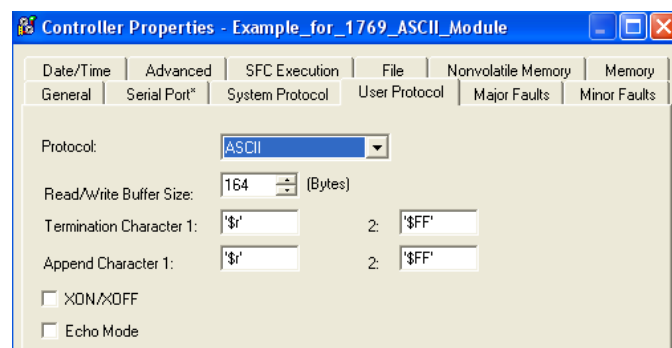 Controller Properties - Example_for_1769_ASCII_Module
Date/Time Advanced SFC Execution File Nonvolatile Memory Memory
General Serial Port* System Protocol User Protocol Major Faults Minor Faults
Protocol: ASCII
Read/Write Buffer Size: 164 (Bytes)
Termination Character 1: '$r' 2: '$FF'
Append Character 1: '$r' 2: '$FF'
XON/XOFF
Echo Mode